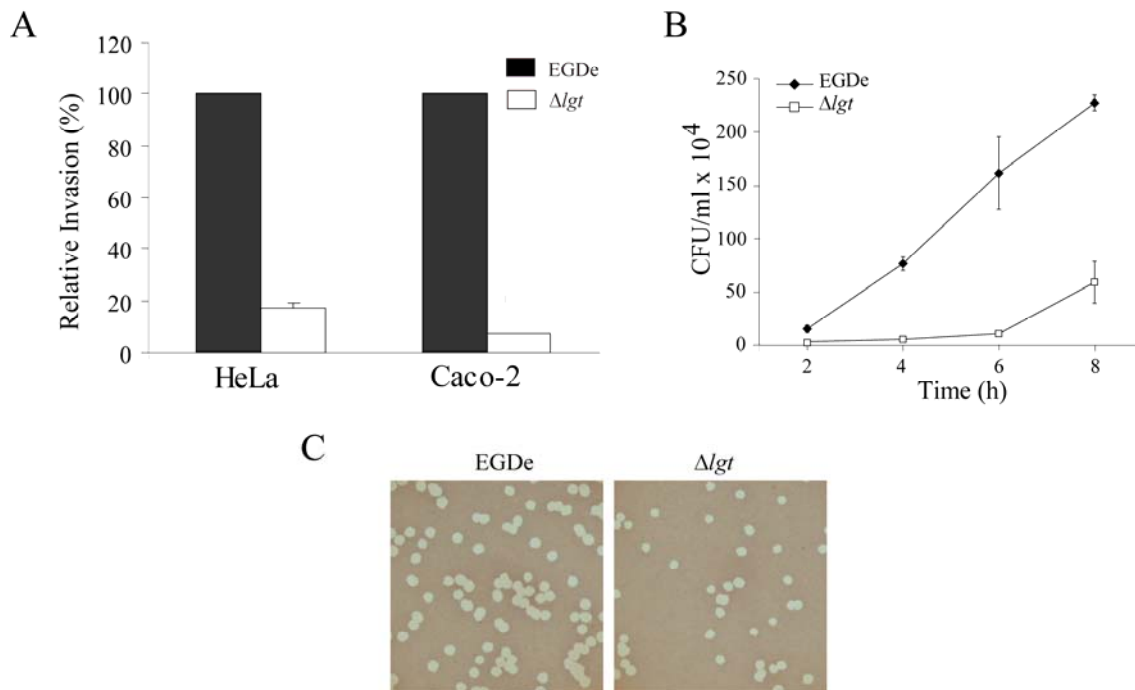 A
120
100
80
60
40
20
0
Relative Invasion (%)
EGDe
Δlgt
HeLa
Caco-2
B
EGDe
Δlgt
250
200
150
100
50
0
CFU/ml x 10⁴
2
4
6
8
Time (h)
C
EGDe
Δlgt